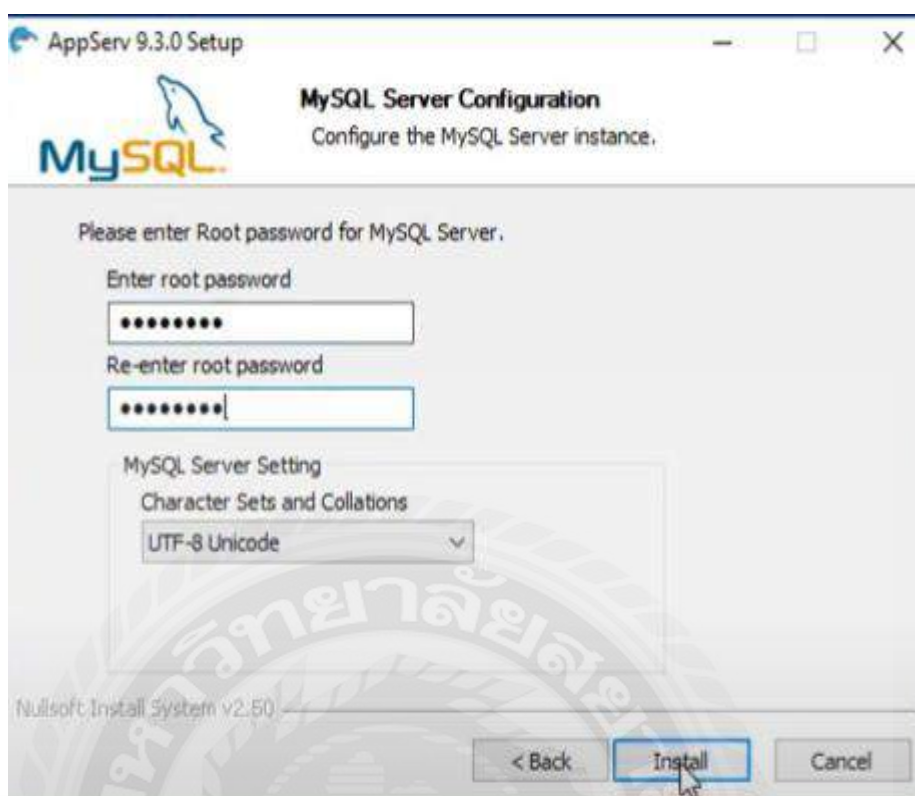 AppServ 9.3.0 Setup
MySQL
MySQL Server Configuration
Configure the MySQL Server instance.
Please enter Root password for MySQL Server.
Enter root password
••••••••
Re-enter root password
••••••••
MySQL Server Setting
Character Sets and Collations
UTF-8 Unicode
Nullsoft Install System v2.50
< Back
Install
Cancel